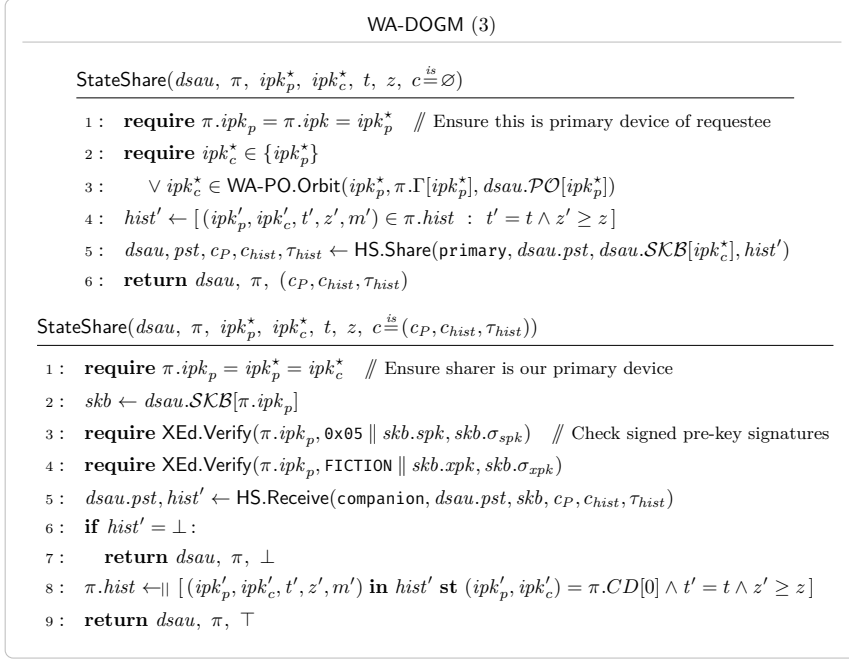 WA-DOGM (3)
StateShare(dsau, π, ipk⋆p, ipk⋆c, t, z, c is= ∅)
1 : require π.ipkp = π.ipk = ipk⋆p // Ensure this is primary device of requestee
2 : require ipk⋆c ∈ {ipk⋆p}
3 : ∨ ipk⋆c ∈ WA-PO.Orbit(ipk⋆p, π.Γ[ipk⋆p], dsau.PO[ipk⋆p])
4 : hist′ ← [ (ipk′p, ipk′c, t′, z′, m′) ∈ π.hist : t′ = t ∧ z′ ≥ z ]
5 : dsau, pst, cP, chist, τhist ← HS.Share(primary, dsau.pst, dsau.SKB[ipk⋆c], hist′)
6 : return dsau, π, (cP, chist, τhist)
StateShare(dsau, π, ipk⋆p, ipk⋆c, t, z, c is= (cP, chist, τhist))
1 : require π.ipkp = ipk⋆p = ipk⋆c // Ensure sharer is our primary device
2 : skb ← dsau.SKB[π.ipkp]
3 : require XEd.Verify(π.ipkp, 0x05 ∥ skb.spk, skb.σspk) // Check signed pre-key signatures
4 : require XEd.Verify(π.ipkp, FICTION ∥ skb.xpk, skb.σxpk)
5 : dsau.pst, hist′ ← HS.Receive(companion, dsau.pst, skb, cP, chist, τhist)
6 : if hist′ = ⊥ :
7 : return dsau, π, ⊥
8 : π.hist ←|| [ (ipk′p, ipk′c, t′, z′, m′) in hist′ st (ipk′p, ipk′c) = π.CD[0] ∧ t′ = t ∧ z′ ≥ z ]
9 : return dsau, π, ⊤